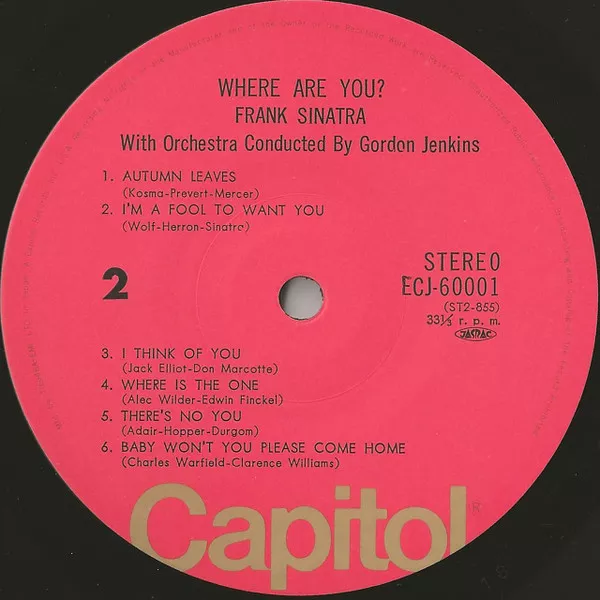 WHERE ARE YOU?
FRANK SINATRA
With Orchestra Conducted By Gordon Jenkins
1. AUTUMN LEAVES
(Kosma-Prevert-Mercer)
2. I'M A FOOL TO WANT YOU
(Wolf-Herron-Sinatra)
2
STEREO
ECJ-60001
(ST2-855)
33⅓ r. p. m.
JASRAC
3. I THINK OF YOU
(Jack Elliot-Don Marcotte)
4. WHERE IS THE ONE
(Alec Wilder-Edwin Finckel)
5. THERE'S NO YOU
(Adair-Hopper-Durgom)
6. BABY WON'T YOU PLEASE COME HOME
(Charles Warfield-Clarence Williams)
Capitol
®